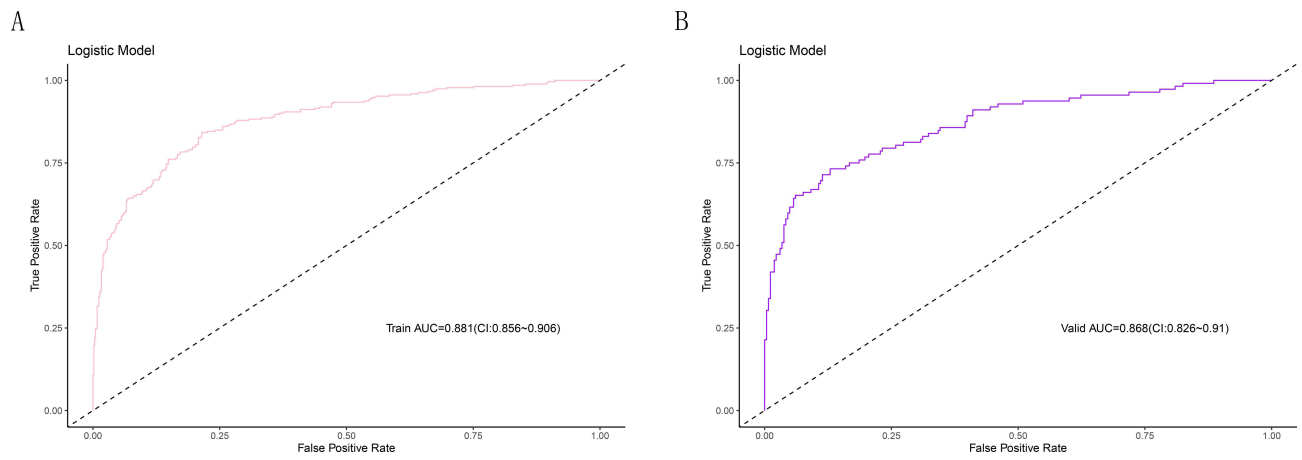 A
Logistic Model
1.00
0.75
0.50
0.25
0.00
True Positive Rate
Train AUC=0.881(CI:0.856~0.906)
0.00
0.25
0.50
0.75
1.00
False Positive Rate
B
Logistic Model
1.00
0.75
0.50
0.25
0.00
True Positive Rate
Valid AUC=0.868(CI:0.826~0.91)
0.00
0.25
0.50
0.75
1.00
False Positive Rate